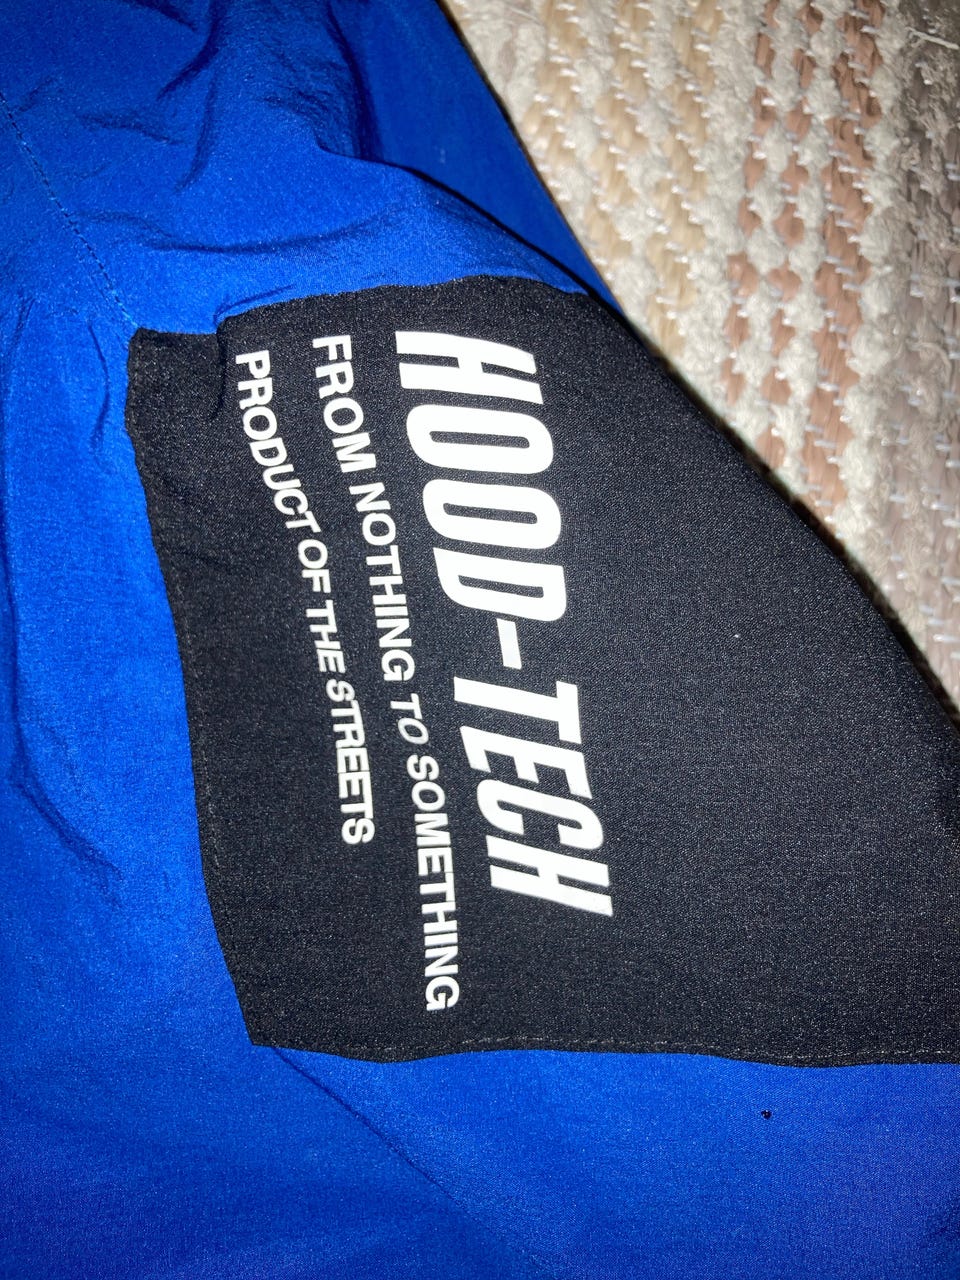 HOOD-TECH
FROM NOTHING TO SOMETHING
PRODUCT OF THE STREETS